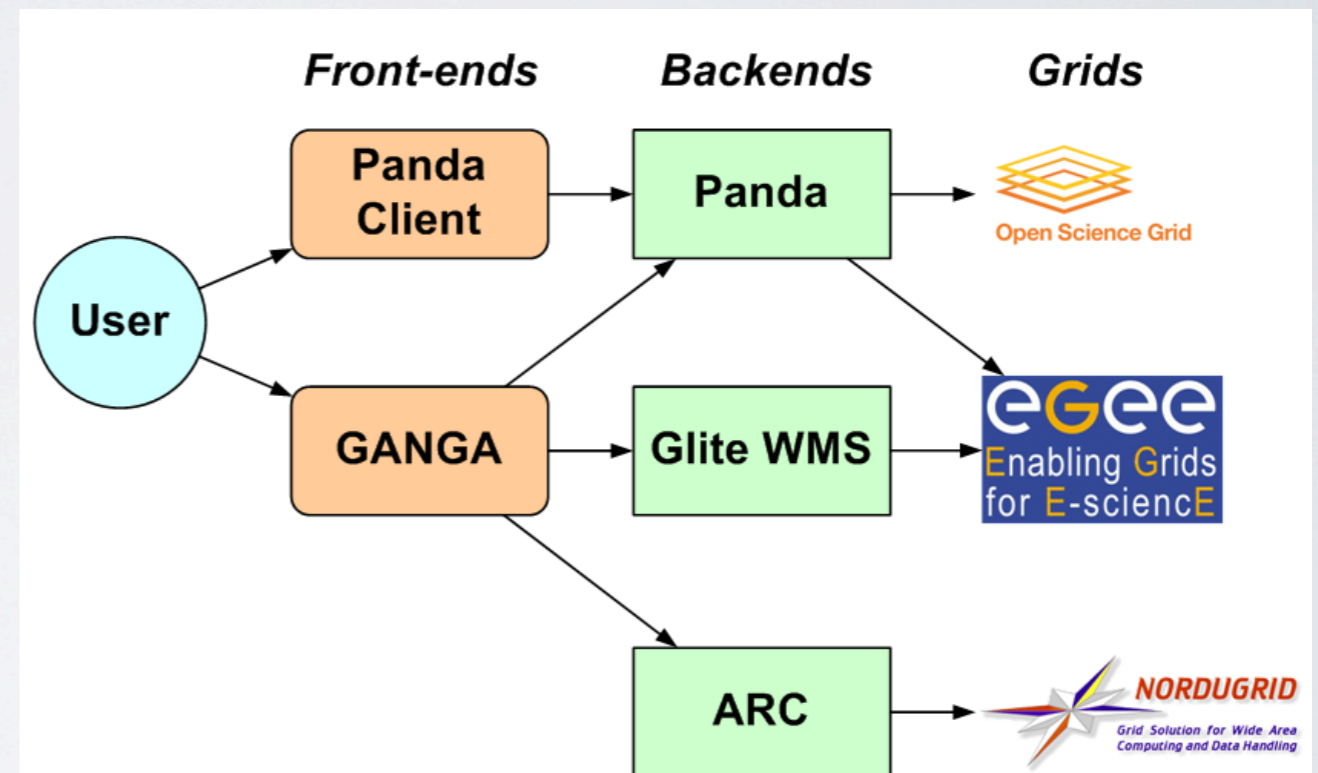 Front-ends
Backends
Grids
Panda
Client
Panda
Open Science Grid
User
GANGA
Glite WMS
eGee
Enabling Grids
for E-sciencE
ARC
NORDUGRID
Grid Solution for Wide Area
Computing and Data Handling